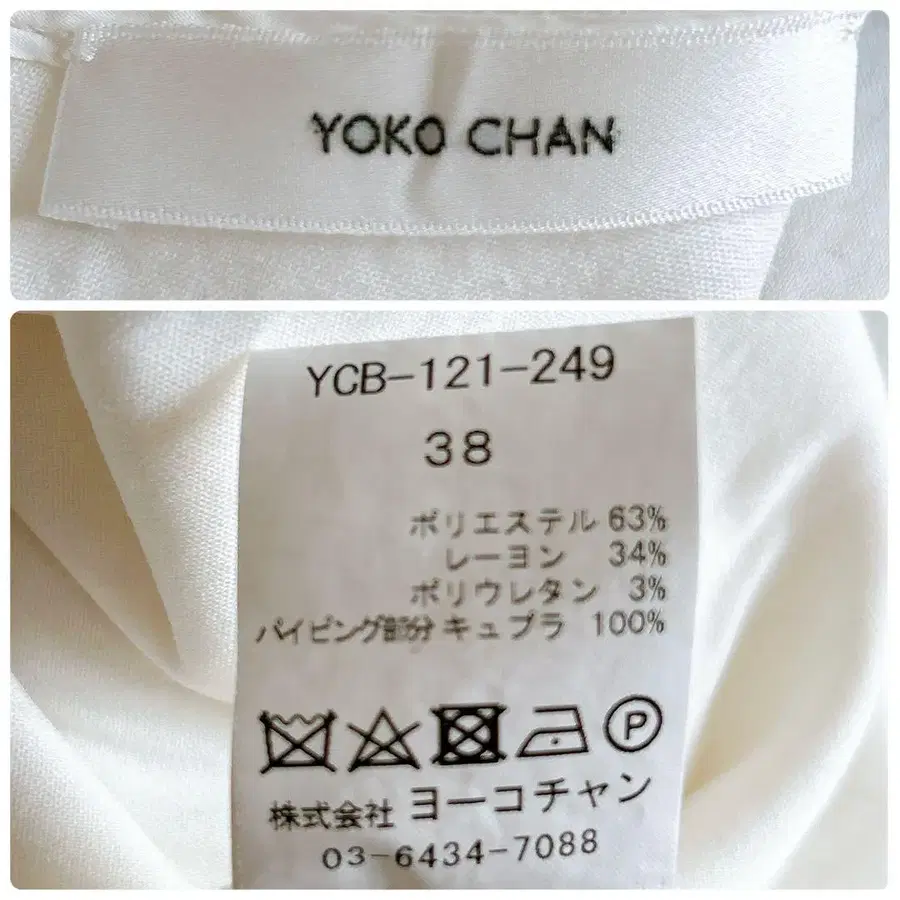 YOKO CHAN
YCB-121-249
38
ポリエステル 63%
レーヨン 34%
ポリウレタン 3%
パイピング部分 キュプラ 100%
P
株式会社 ヨーコチャン
03-6434-7088